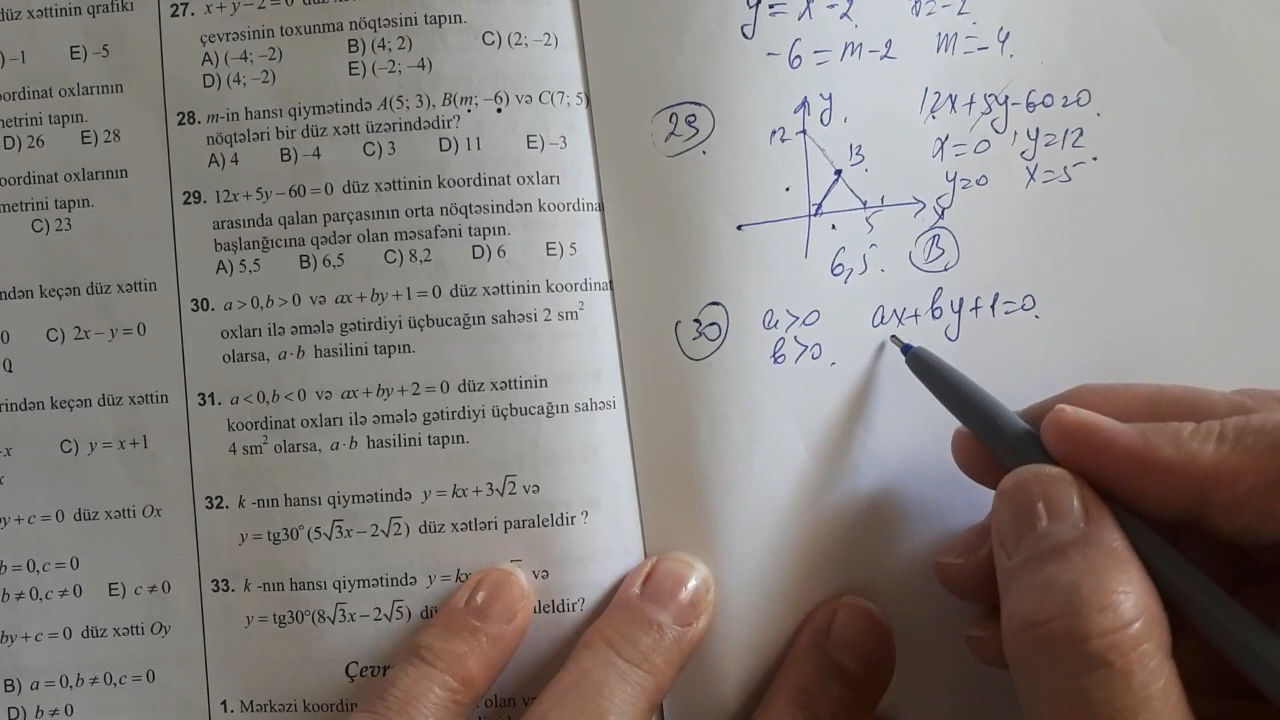 düz xəttinin qrafiki
–1 E) –5
oordinat oxlarının
metrini tapın.
D) 26 E) 28
oordinat oxlarının
metrini tapın.
C) 23
ndən keçən düz xəttin
0 C) 2x – y = 0
Q
rindən keçən düz xəttin
-x C) y = x + 1
by + c = 0 düz xətti Ox
b = 0, c = 0
b ≠ 0, c ≠ 0 E) c ≠ 0
by + c = 0 düz xətti Oy
B) a = 0, b ≠ 0, c = 0
D) b ≠ 0
27. x + y – 2 = 0
çevrəsinin toxunma nöqtəsini tapın.
A) (–4; –2) B) (4; 2) C) (2; –2)
D) (4; –2) E) (–2; –4)
28. m-in hansı qiymətində A(5; 3), B(m; –6) və C(7; 5)
nöqtələri bir düz xətt üzərindədir?
A) 4 B) –4 C) 3 D) 11 E) –3
29. 12x + 5y – 60 = 0 düz xəttinin koordinat oxları
arasında qalan parçasının orta nöqtəsindən koordina
başlanğıcına qədər olan məsafəni tapın.
A) 5,5 B) 6,5 C) 8,2 D) 6 E) 5
30. a > 0, b > 0 və ax + by + 1 = 0 düz xəttinin koordinat
oxları ilə əmələ gətirdiyi üçbucağın sahəsi 2 sm²
olarsa, a·b hasilini tapın.
31. a < 0, b < 0 və ax + by + 2 = 0 düz xəttinin
koordinat oxları ilə əmələ gətirdiyi üçbucağın sahəsi
4 sm² olarsa, a·b hasilini tapın.
32. k -nın hansı qiymətində y = kx + 3√2 və
y = tg30°(5√3x – 2√2) düz xətləri paraleldir ?
33. k -nın hansı qiymətində y = kx və
y = tg30°(8√3x – 2√5) dü leldir?
Çevr
1. Mərkəzi koordin olan və
y = x – 2
–6 = m – 2 m = –4.
29. y. 12x + 5y – 60 = 0.
12 13 x = 0, y = 12
y = 0 x = 5
5 x
6,5. B
30 a > 0 ax + by + 1 = 0.
b > 0.